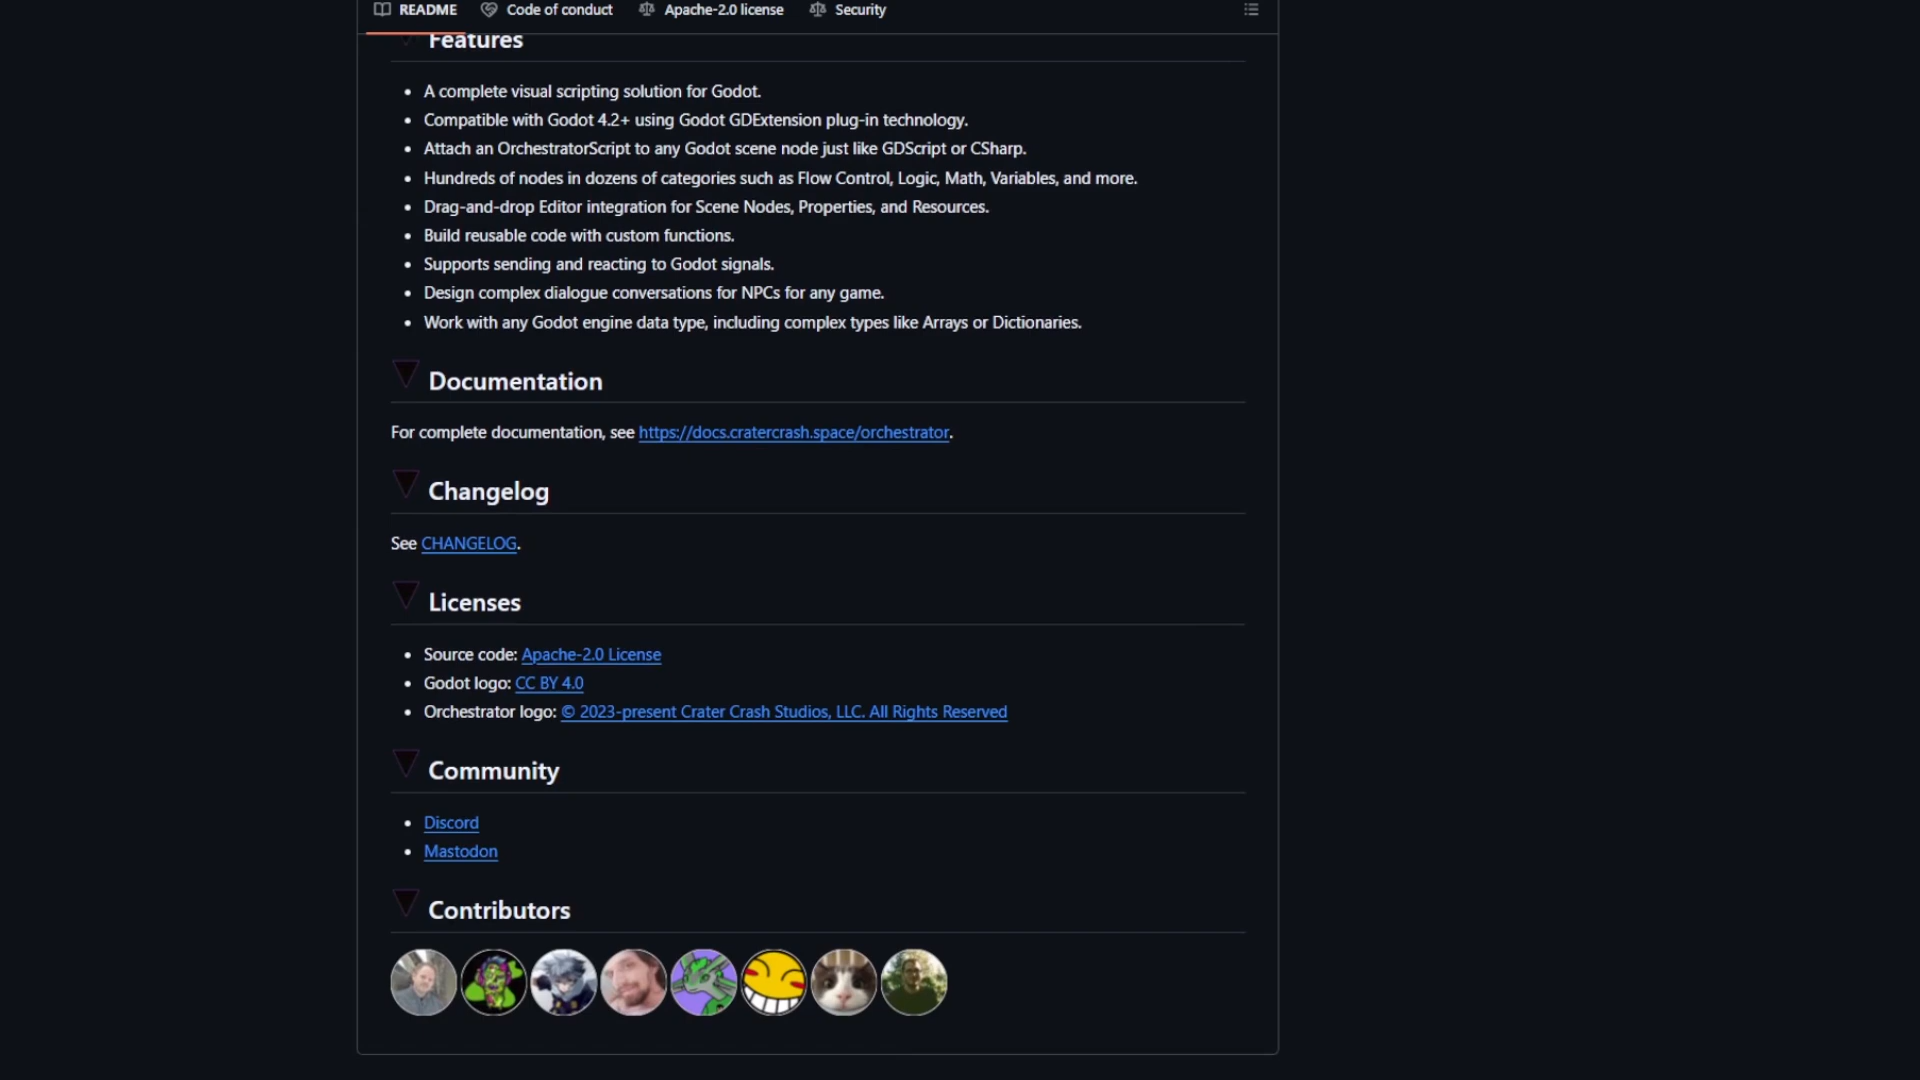 README Code of conduct Apache-2.0 license Security
Features
A complete visual scripting solution for Godot.
Compatible with Godot 4.2+ using Godot GDExtension plug-in technology.
Attach an OrchestratorScript to any Godot scene node just like GDScript or CSharp.
Hundreds of nodes in dozens of categories such as Flow Control, Logic, Math, Variables, and more.
Drag-and-drop Editor integration for Scene Nodes, Properties, and Resources.
Build reusable code with custom functions.
Supports sending and reacting to Godot signals.
Design complex dialogue conversations for NPCs for any game.
Work with any Godot engine data type, including complex types like Arrays or Dictionaries.
Documentation
For complete documentation, see https://docs.cratercrash.space/orchestrator.
Changelog
See CHANGELOG.
Licenses
Source code: Apache-2.0 License
Godot logo: CC BY 4.0
Orchestrator logo: © 2023-present Crater Crash Studios, LLC. All Rights Reserved
Community
Discord
Mastodon
Contributors